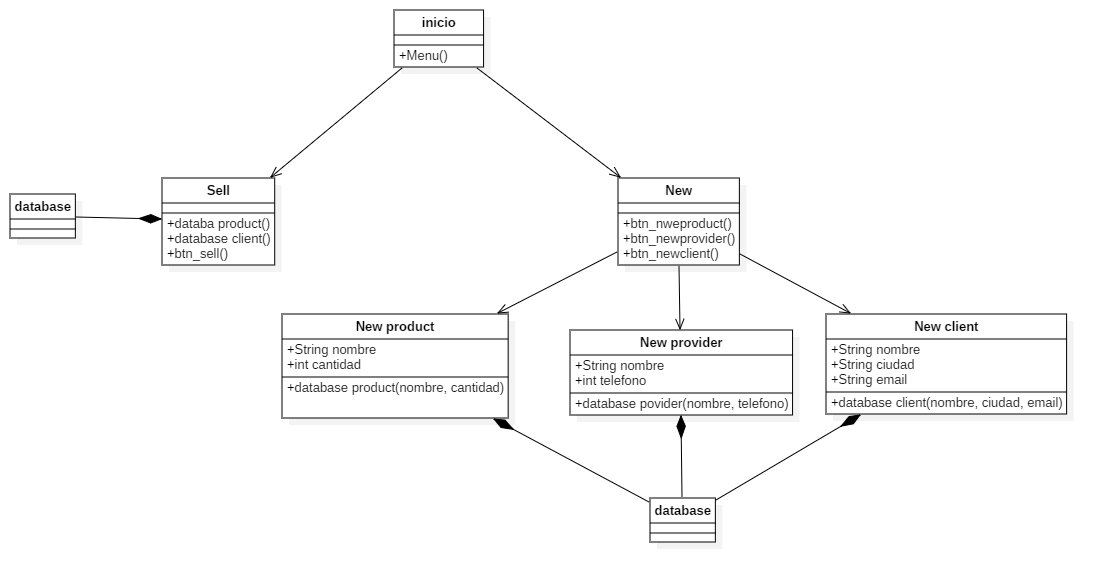 inicio
+Menu()
database
Sell
+databa product()
+database client()
+btn_sell()
New
+btn_nweproduct()
+btn_newprovider()
+btn_newclient()
New product
+String nombre
+int cantidad
+database product(nombre, cantidad)
New provider
+String nombre
+int telefono
+database povider(nombre, telefono)
New client
+String nombre
+String ciudad
+String email
+database client(nombre, ciudad, email)
database